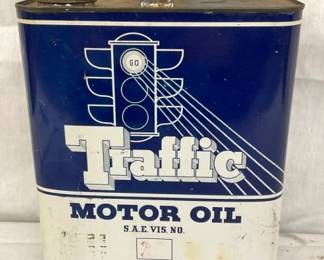 GO
Traffic
MOTOR OIL
S.A.E. VIS. NO.